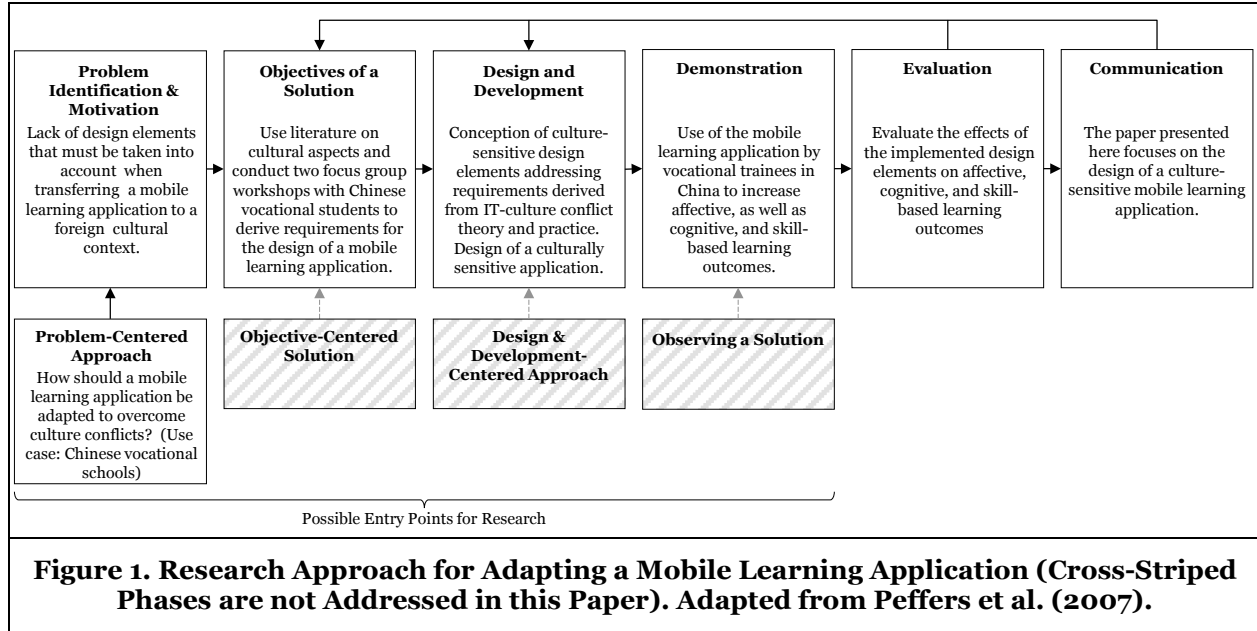 Problem
Identification &
Motivation
Lack of design elements
that must be taken into
account when
transferring a mobile
learning application to a
foreign cultural
context.
Objectives of a
Solution
Use literature on
cultural aspects and
conduct two focus group
workshops with Chinese
vocational students to
derive requirements for
the design of a mobile
learning application.
Design and
Development
Conception of culture-
sensitive design
elements addressing
requirements derived
from IT-culture conflict
theory and practice.
Design of a culturally
sensitive application.
Demonstration
Use of the mobile
learning application by
vocational trainees in
China to increase
affective, as well as
cognitive, and skill-
based learning
outcomes.
Evaluation
Evaluate the effects of
the implemented design
elements on affective,
cognitive, and skill-
based learning
outcomes
Communication
The paper presented
here focuses on the
design of a culture-
sensitive mobile learning
application.
Problem-Centered
Approach
How should a mobile
learning application be
adapted to overcome
culture conflicts? (Use
case: Chinese vocational
schools)
Objective-Centered
Solution
Design &
Development-
Centered Approach
Observing a Solution
Possible Entry Points for Research
Figure 1. Research Approach for Adapting a Mobile Learning Application (Cross-Striped
Phases are not Addressed in this Paper). Adapted from Peffers et al. (2007).